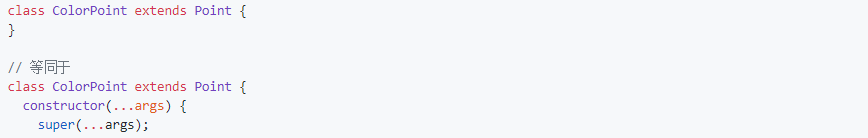 class ColorPoint extends Point {
}
// 等同于
class ColorPoint extends Point {
  constructor(...args) {
    super(...args);